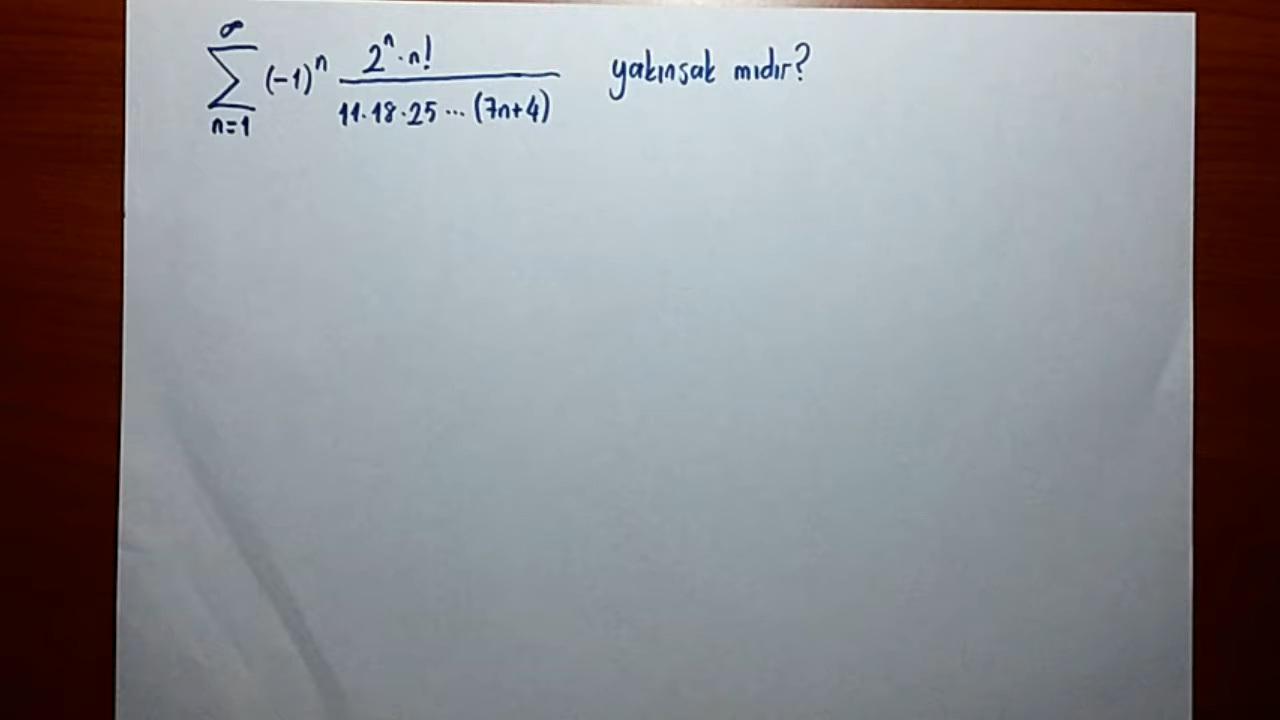 ∞∑n=1 (-1)^n 2^n · n! / 11·18·25 ... (7n+4) yakınsak mıdır?